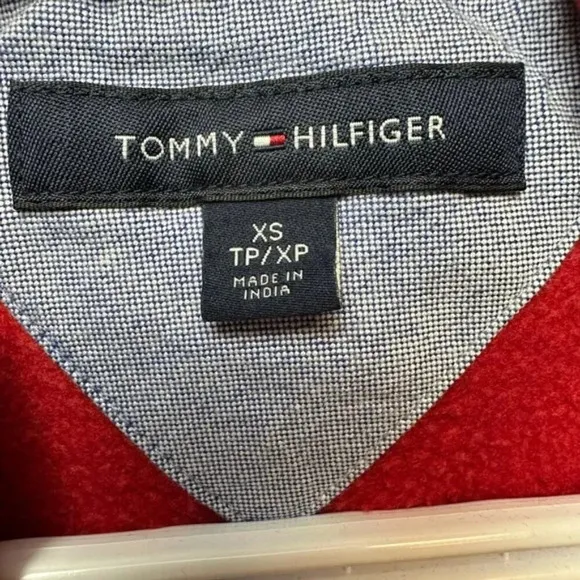 TOMMY HILFIGER
XS
TP/XP
MADE IN
INDIA